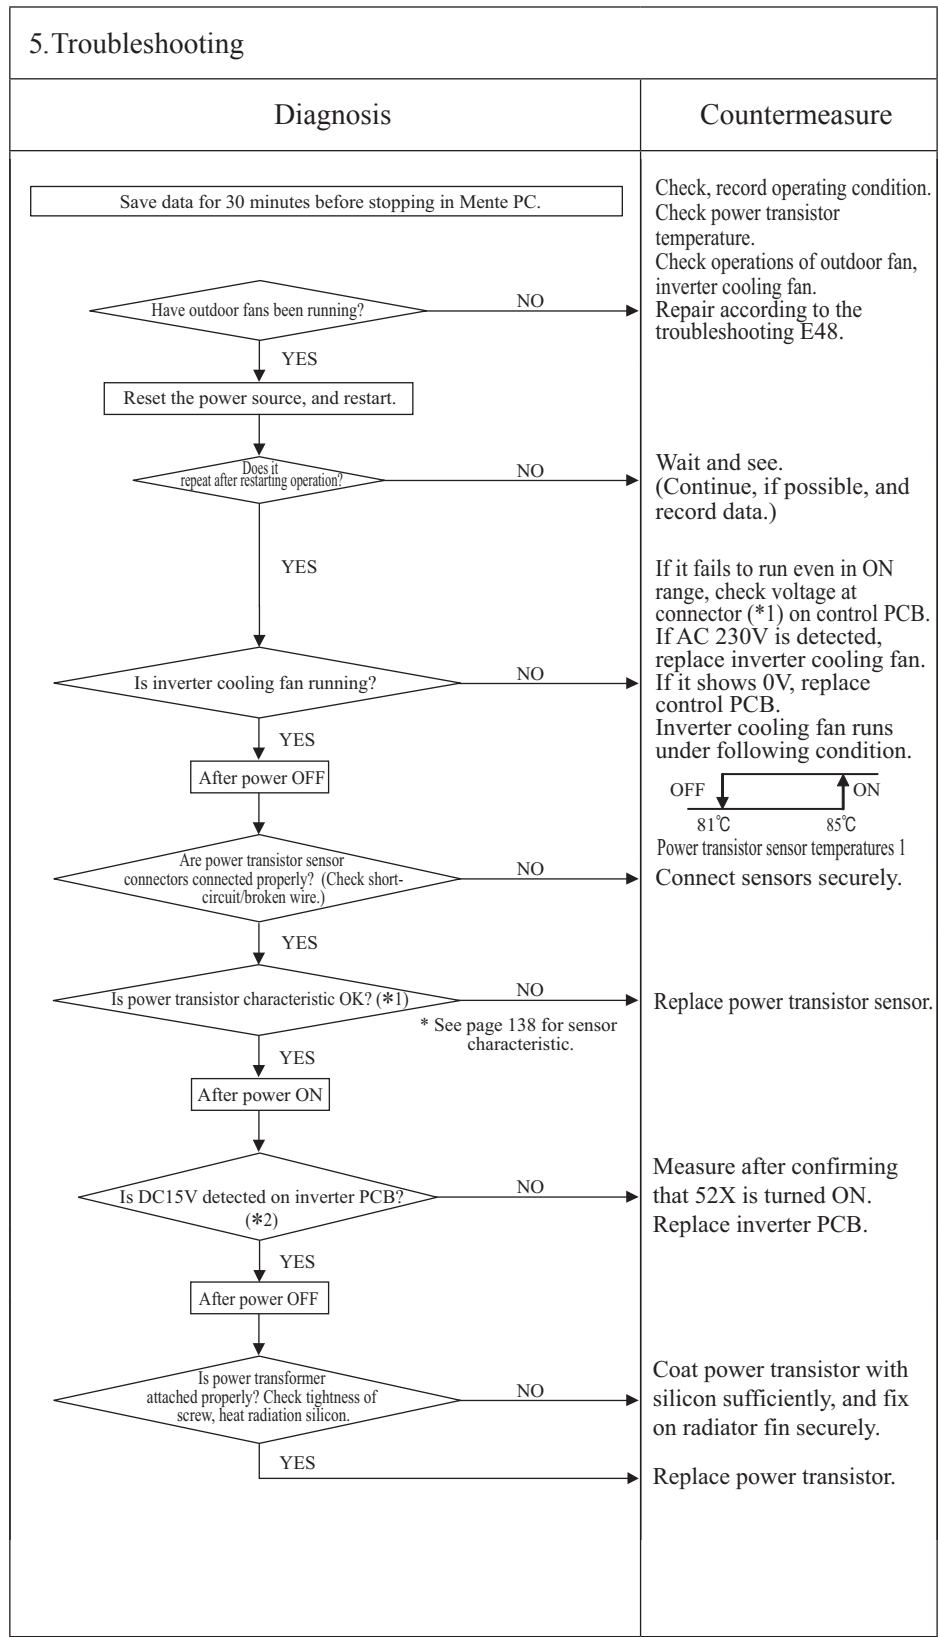 5.Troubleshooting
Diagnosis
Countermeasure
Save data for 30 minutes before stopping in Mente PC.
Check, record operating condition.
Check power transistor
temperature.
Check operations of outdoor fan,
inverter cooling fan.
Have outdoor fans been running?
NO
Repair according to the
troubleshooting E48.
YES
Reset the power source, and restart.
Does it
repeat after restarting operation?
NO
Wait and see.
(Continue, if possible, and
record data.)
YES
Is inverter cooling fan running?
NO
If it fails to run even in ON
range, check voltage at
connector (*1) on control PCB.
If AC 230V is detected,
replace inverter cooling fan.
If it shows 0V, replace
control PCB.
Inverter cooling fan runs
under following condition.
OFF
ON
81℃
85℃
Power transistor sensor temperatures 1
YES
After power OFF
Are power transistor sensor
connectors connected properly? (Check short-
circuit/broken wire.)
NO
Connect sensors securely.
YES
Is power transistor characteristic OK? (*1)
NO
Replace power transistor sensor.
* See page 138 for sensor
characteristic.
YES
After power ON
Is DC15V detected on inverter PCB?
(*2)
NO
Measure after confirming
that 52X is turned ON.
Replace inverter PCB.
YES
After power OFF
Is power transformer
attached properly? Check tightness of
screw, heat radiation silicon.
NO
Coat power transistor with
silicon sufficiently, and fix
on radiator fin securely.
YES
Replace power transistor.